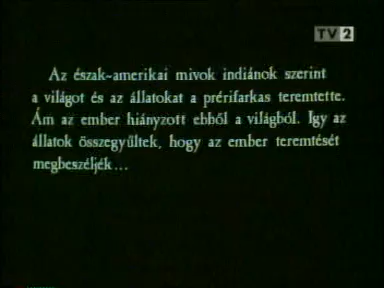 TV2
Az észak-amerikai mivok indiánok szerint
a világot és az állatokat a prérifarkas teremtette.
Ám az ember hiányzott ebből a világból. Így az
állatok összegyűltek, hogy az ember teremtését
megbeszéljék...